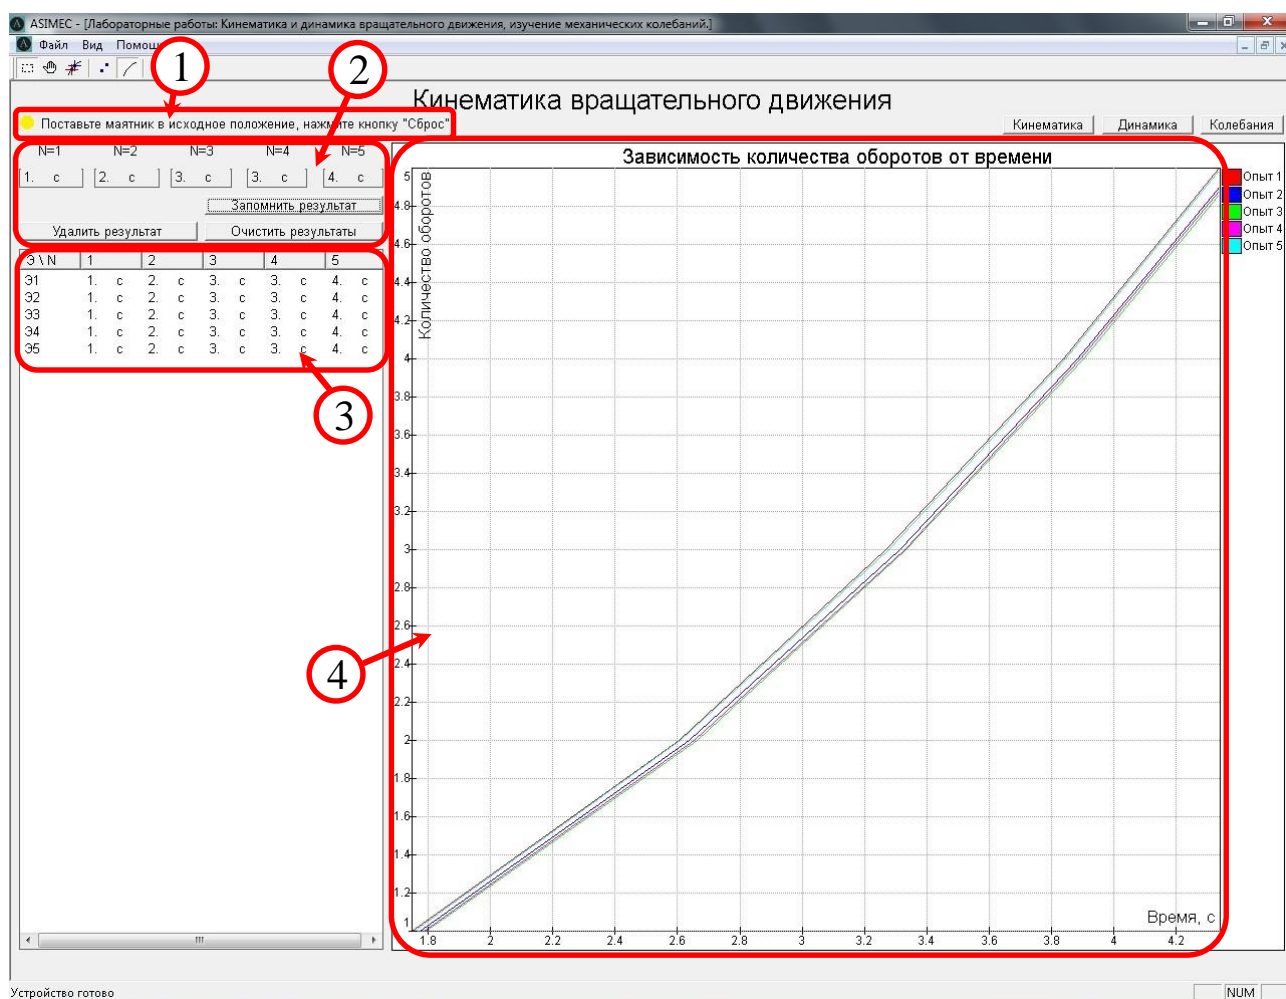 ASIMEC - [Лабораторные работы: Кинематика и динамика вращательного движения, изучение механических колебаний.]
Файл Вид
1
2
Кинематика вращательного движения
Поставьте маятник в исходное положение, нажмите кнопку "Сброс"
Кинематика Динамика Колебания
N=1 N=2 N=3 N=4 N=5
1. с 2. с 3. с 3. с 4. с
Запомнить результат
Удалить результат Очистить результаты
Э \ N 1 2 3 4 5
Э1 1. с 2. с 3. с 3. с 4. с
Э2 1. с 2. с 3. с 3. с 4. с
Э3 1. с 2. с 3. с 3. с 4. с
Э4 1. с 2. с 3. с 3. с 4. с
Э5 1. с 2. с 3. с 3. с 4. с
3
4
Зависимость количества оборотов от времени
Количество оборотов
5
4.8
4.6
4.4
4.2
4
3.8
3.6
3.4
3.2
3
2.8
2.6
2.4
2.2
2
1.8
1.6
1.4
1.2
1
Время, с
1.8 2 2.2 2.4 2.6 2.8 3 3.2 3.4 3.6 3.8 4 4.2
Опыт 1
Опыт 2
Опыт 3
Опыт 4
Опыт 5
Устройство готово
NUM